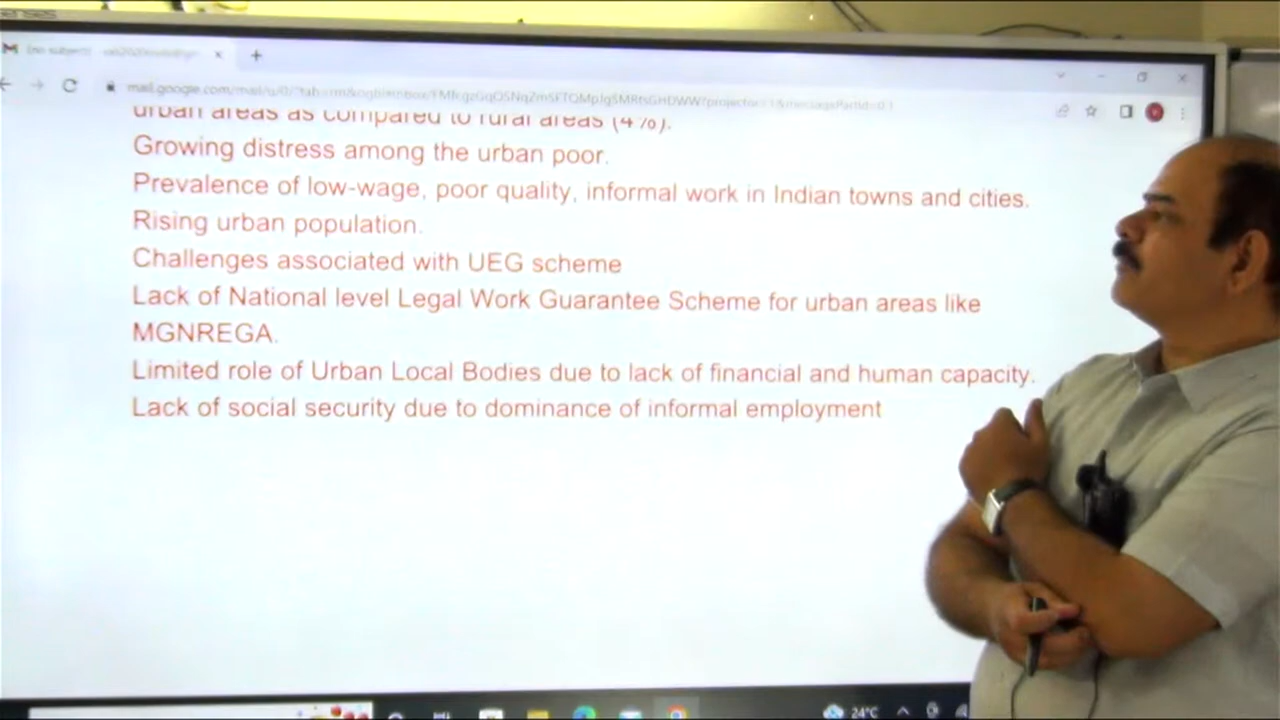 urban areas as compared to rural areas (4%).
Growing distress among the urban poor.
Prevalence of low-wage, poor quality, informal work in Indian towns and cities.
Rising urban population.
Challenges associated with UEG scheme
Lack of National level Legal Work Guarantee Scheme for urban areas like
MGNREGA.
Limited role of Urban Local Bodies due to lack of financial and human capacity.
Lack of social security due to dominance of informal employment
24°C